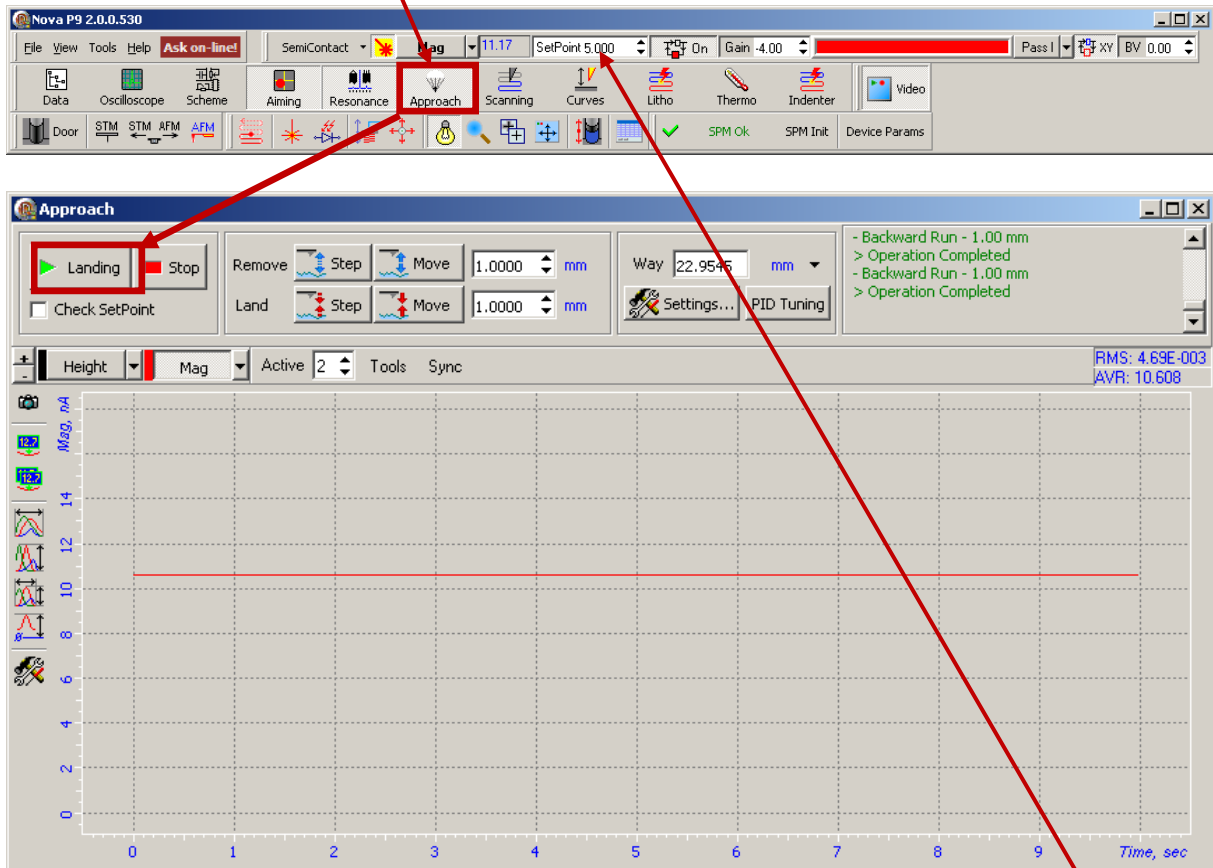 Nova P9 2.0.0.530
File View Tools Help Ask on-line! SemiContact Mag 11.17 SetPoint 5.000 On Gain -4.00 Pass I XY BV 0.00
Data Oscilloscope Scheme Aiming Resonance Approach Scanning Curves Litho Thermo Indenter Video
Door STM STM AFM AFM SPM Ok SPM Init Device Params
Approach
Landing Stop Remove Step Move 1.0000 mm Way 22.9545 mm
Check SetPoint Land Step Move 1.0000 mm Settings... PID Tuning
- Backward Run - 1.00 mm
> Operation Completed
- Backward Run - 1.00 mm
> Operation Completed
+ - Height Mag Active 2 Tools Sync
RMS: 4.69E-003
AVR: 10.608
Mag, nA
12.7
12.7
14
12
10
8
6
4
2
0
0 1 2 3 4 5 6 7 8 9 Time, sec